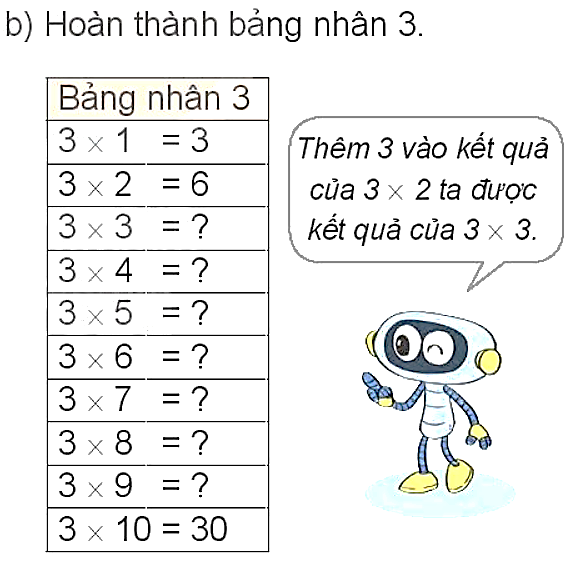 b) Hoàn thành bảng nhân 3.
Bảng nhân 3
3 × 1 = 3
3 × 2 = 6
3 × 3 = ?
3 × 4 = ?
3 × 5 = ?
3 × 6 = ?
3 × 7 = ?
3 × 8 = ?
3 × 9 = ?
3 × 10 = 30
Thêm 3 vào kết quả
của 3 × 2 ta được
kết quả của 3 × 3.